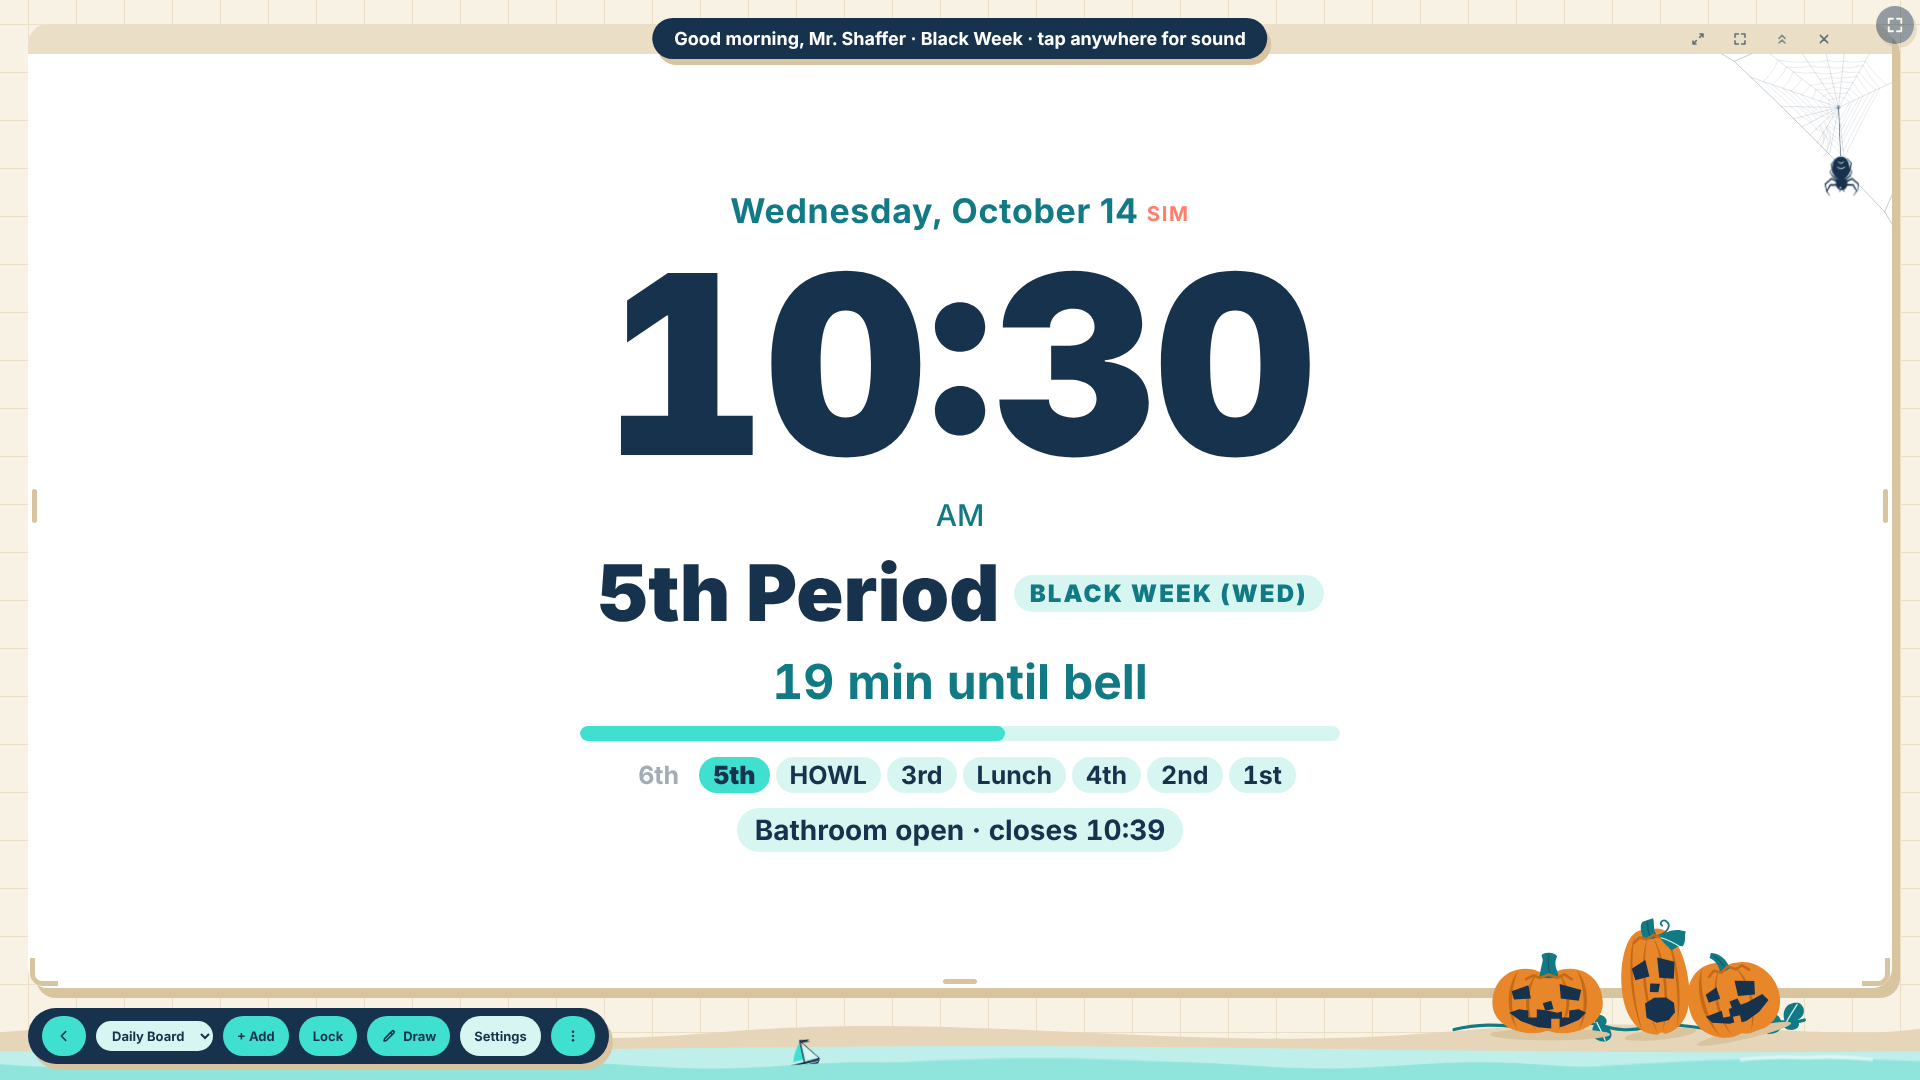 Good morning, Mr. Shaffer · Black Week · tap anywhere for sound
Wednesday, October 14 SIM
10:30
AM
5th Period BLACK WEEK (WED)
19 min until bell
6th 5th HOWL 3rd Lunch 4th 2nd 1st
Bathroom open · closes 10:39
Daily Board + Add Lock Draw Settings